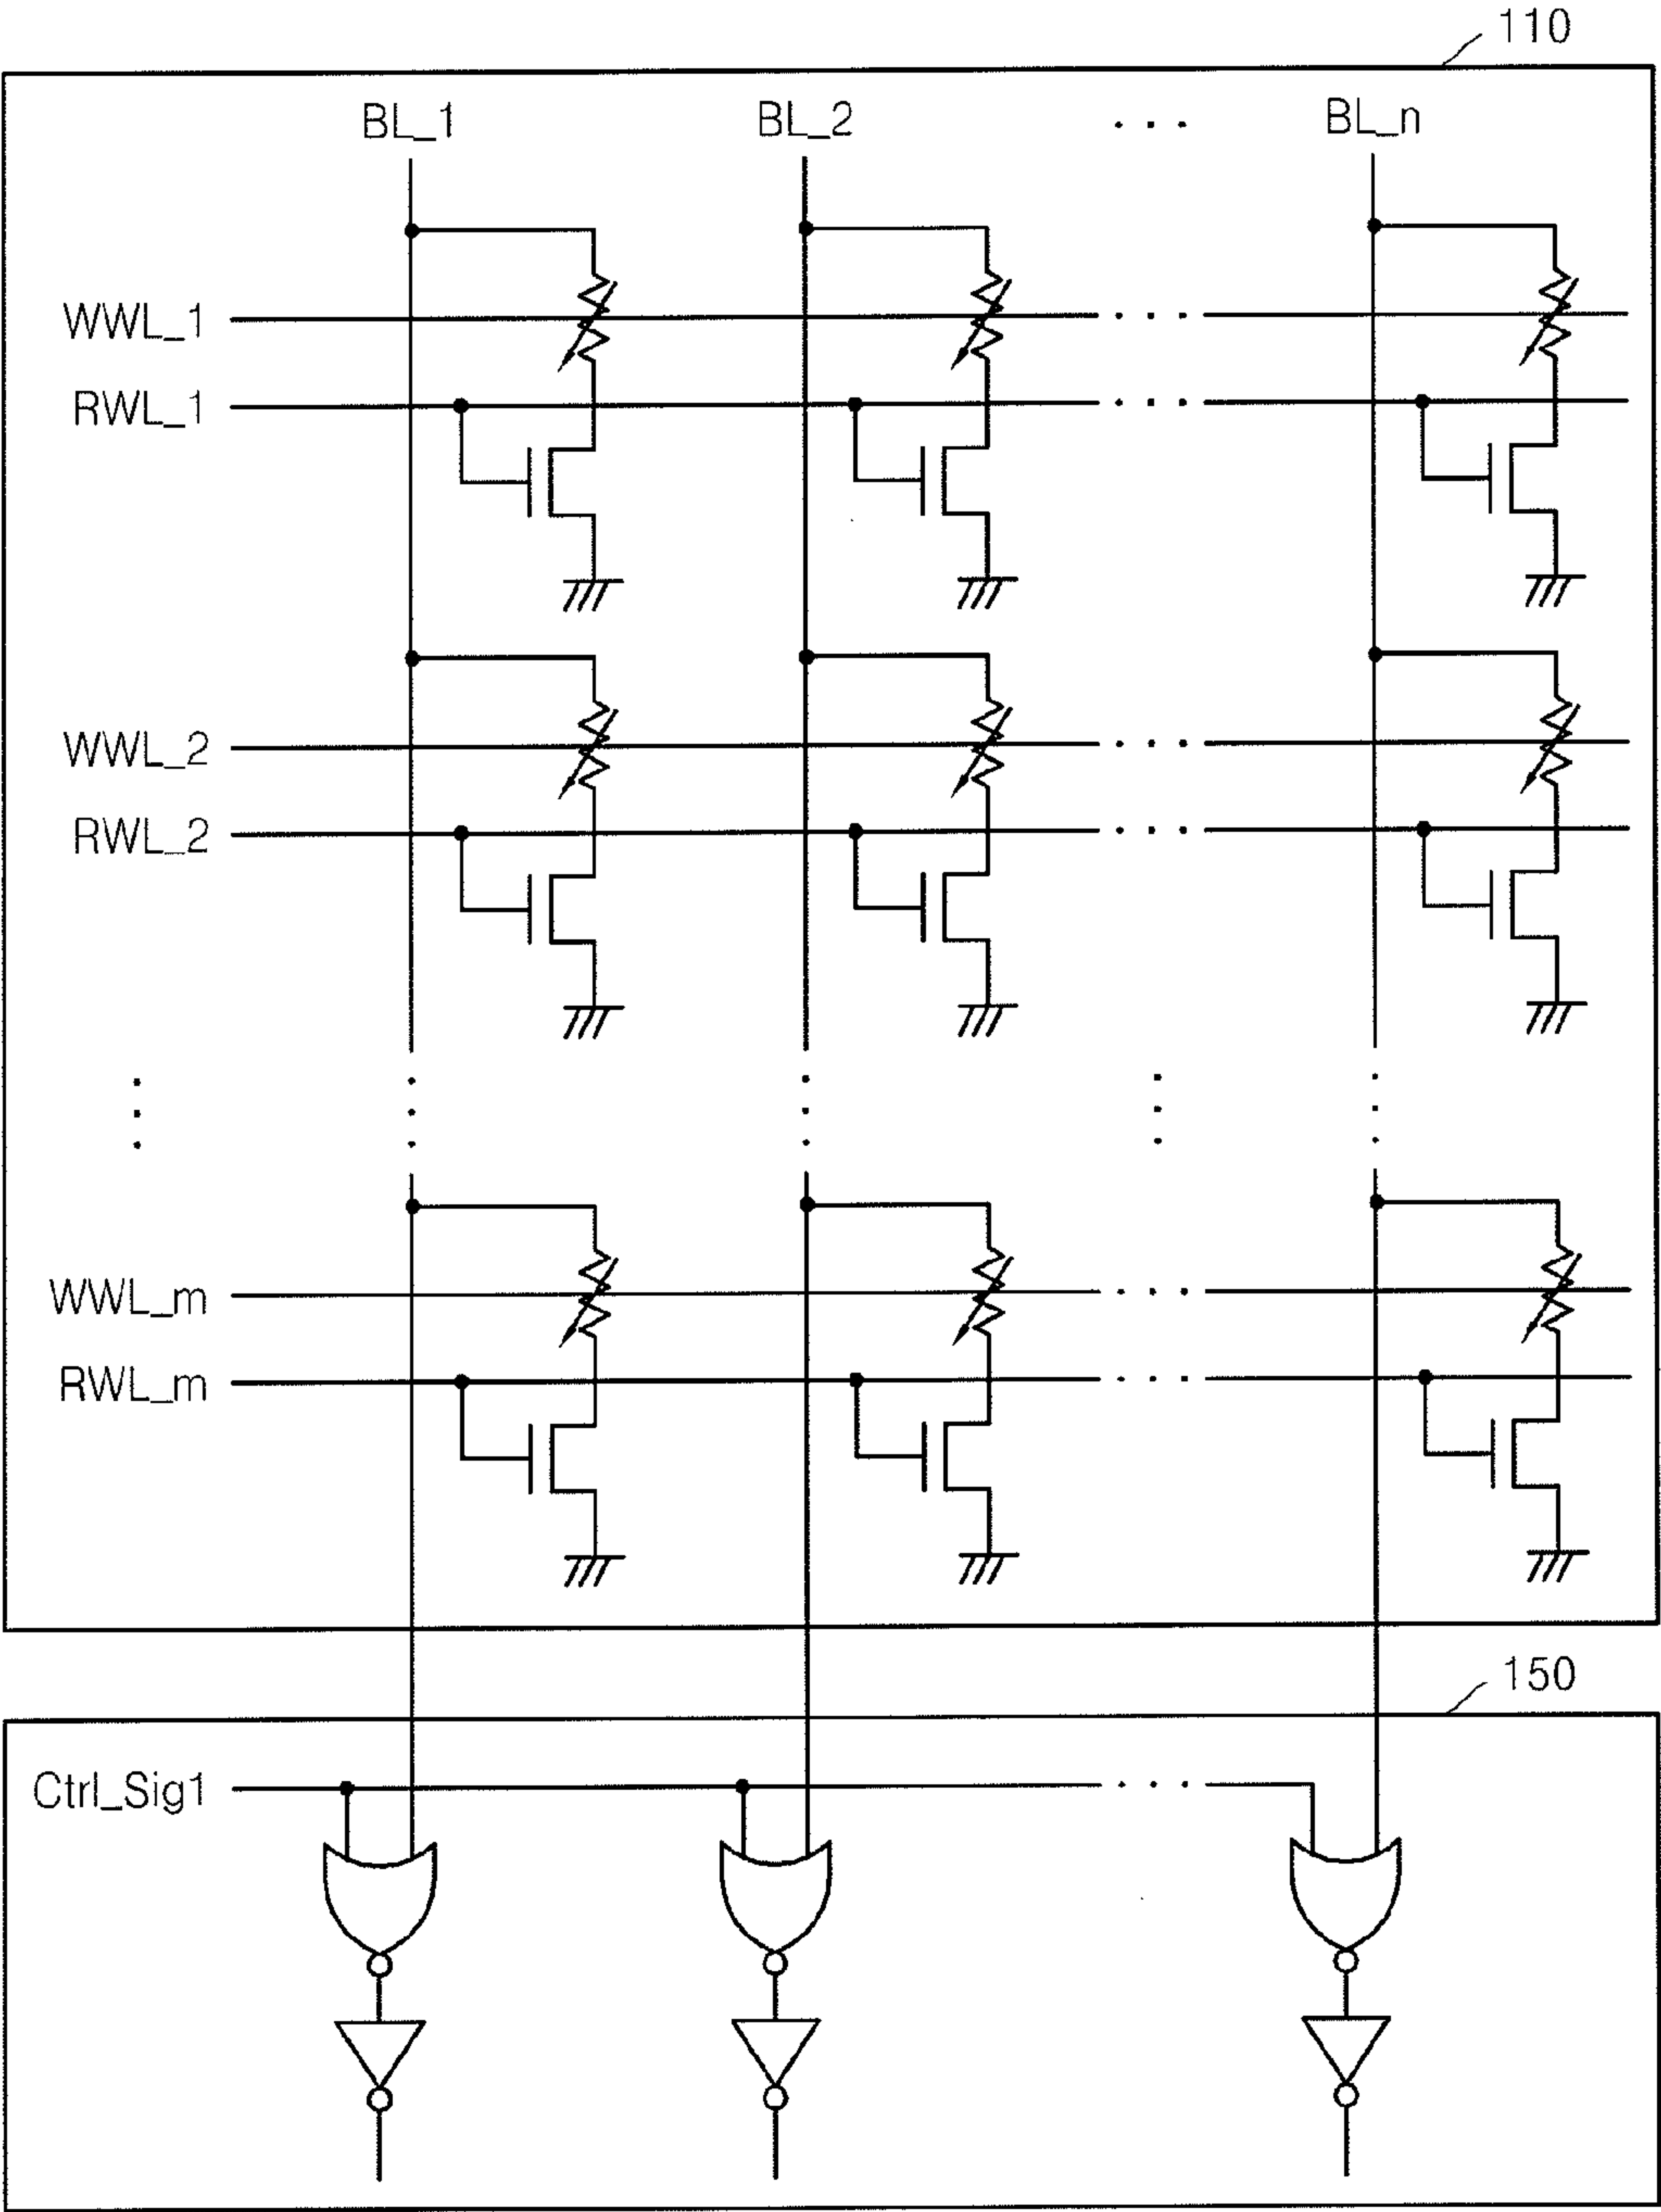 110
BL_1 BL_2 ... BL_n
WWL_1
RWL_1
WWL_2
RWL_2
WWL_m
RWL_m
150
Ctrl_Sig1